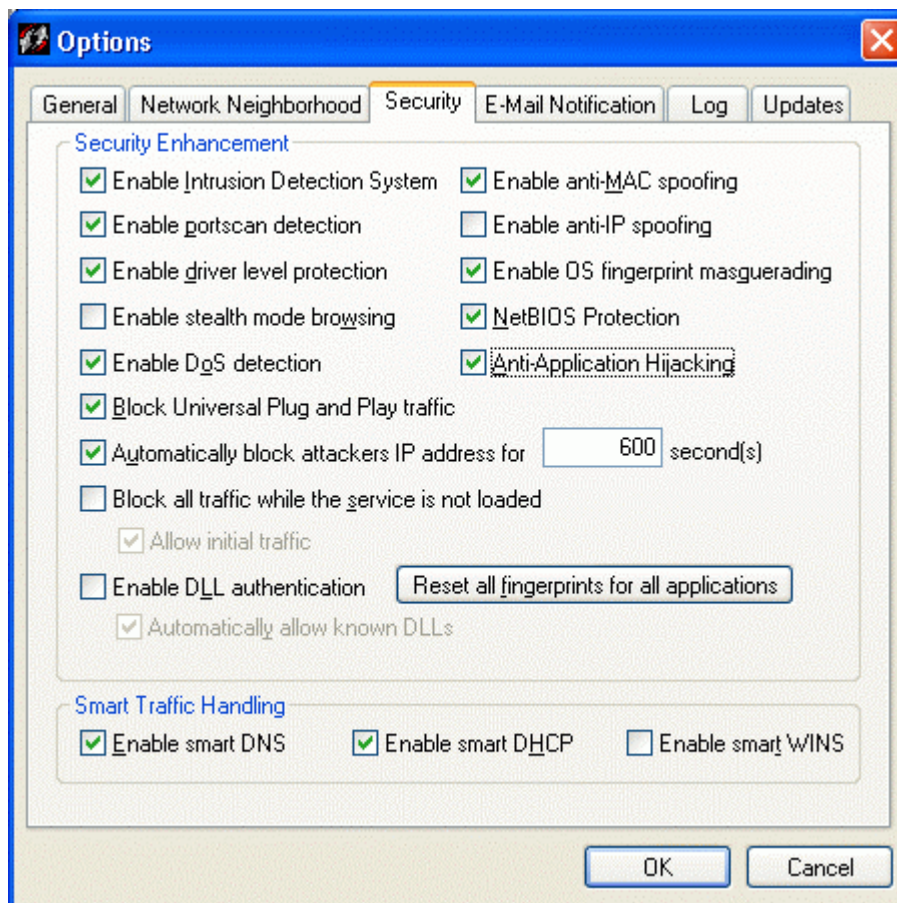 Options
General Network Neighborhood Security E-Mail Notification Log Updates
Security Enhancement
Enable Intrusion Detection System Enable anti-MAC spoofing
Enable portscan detection Enable anti-IP spoofing
Enable driver level protection Enable OS fingerprint masguerading
Enable stealth mode browsing NetBIOS Protection
Enable DoS detection Anti-Application Hijacking
Block Universal Plug and Play traffic
Automatically block attackers IP address for 600 second(s)
Block all traffic while the service is not loaded
Allow initial traffic
Enable DLL authentication Reset all fingerprints for all applications
Automatically allow known DLLs
Smart Traffic Handling
Enable smart DNS Enable smart DHCP Enable smart WINS
OK Cancel